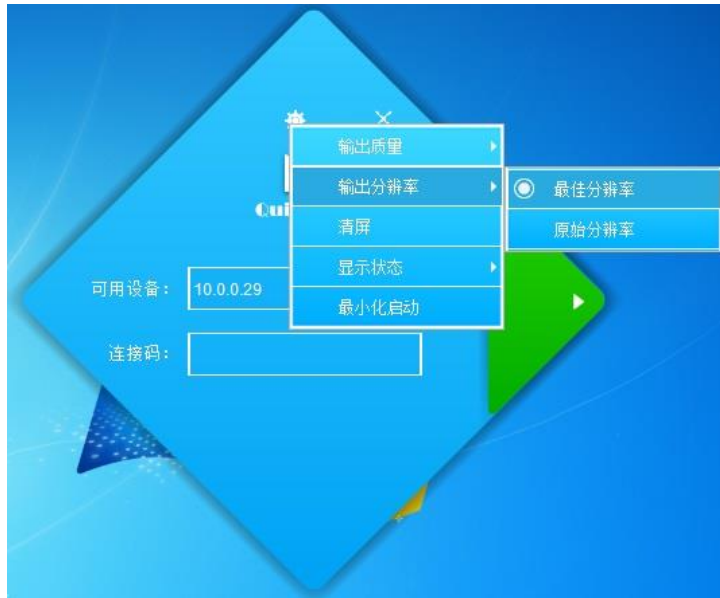 输出质量
输出分辨率
最佳分辨率
清屏
原始分辨率
显示状态
可用设备：
10.0.0.29
最小化启动
连接码：